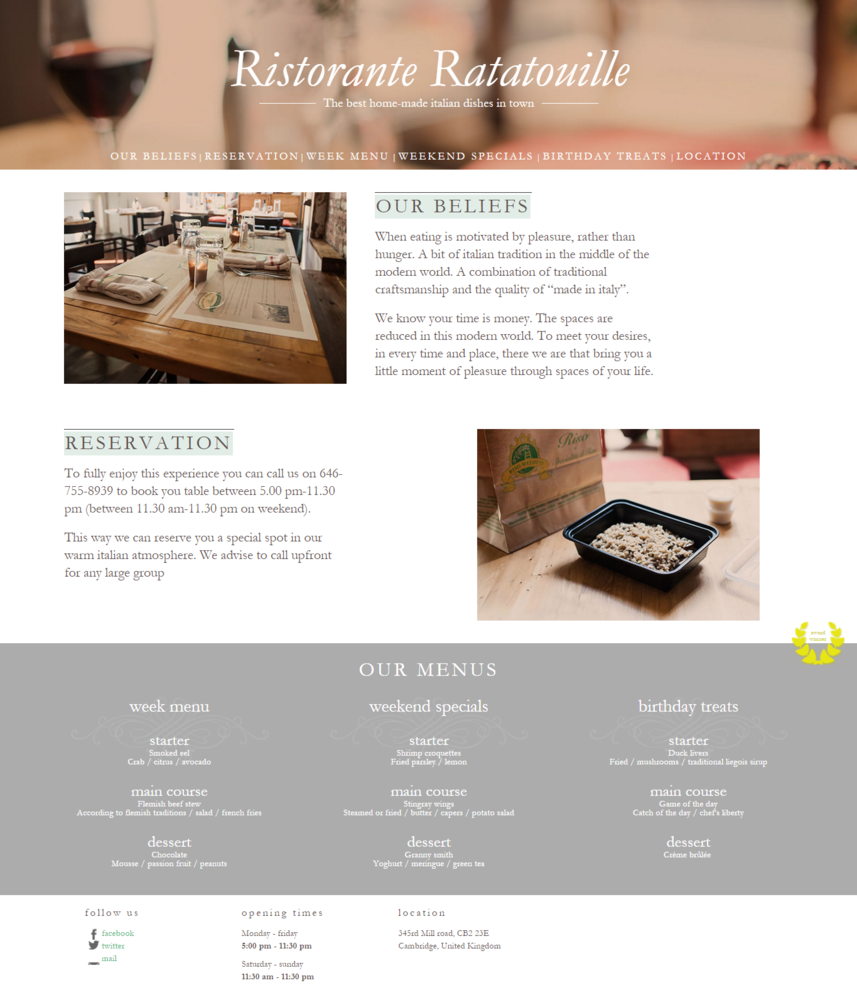 Ristorante Ratatouille
The best home-made italian dishes in town
OUR BELIEFS | RESERVATION | WEEK MENU | WEEKEND SPECIALS | BIRTHDAY TREATS | LOCATION
OUR BELIEFS
When eating is motivated by pleasure, rather than
hunger. A bit of italian tradition in the middle of the
modern world. A combination of traditional
craftsmanship and the quality of “made in italy”.
We know your time is money. The spaces are
reduced in this modern world. To meet your desires,
in every time and place, there we are that bring you a
little moment of pleasure through spaces of your life.
RESERVATION
To fully enjoy this experience you can call us on 646-
755-8939 to book you table between 5.00 pm-11.30
pm (between 11.30 am-11.30 pm on weekend).
This way we can reserve you a special spot in our
warm italian atmosphere. We advise to call upfront
for any large group
Riso
OUR MENUS
week menu
starter
Smoked eel
Crab / citrus / avocado
main course
Flemish beef stew
According to flemish traditions / salad / french fries
dessert
Chocolate
Mousse / passion fruit / peanuts
weekend specials
starter
Shrimp croquettes
Fried parsley / lemon
main course
Stingray wings
Steamed or fried / butter / capers / potato salad
dessert
Granny smith
Yoghurt / meringue / green tea
birthday treats
starter
Duck livers
Fried / mushrooms / traditional liegois sirup
main course
Game of the day
Catch of the day / chef's liberty
dessert
Crème brûlée
follow us
facebook
twitter
mail
opening times
Monday - friday
5:00 pm - 11:30 pm
Saturday - sunday
11:30 am - 11:30 pm
location
345rd Mill road, CB2 23E
Cambridge, United Kingdom